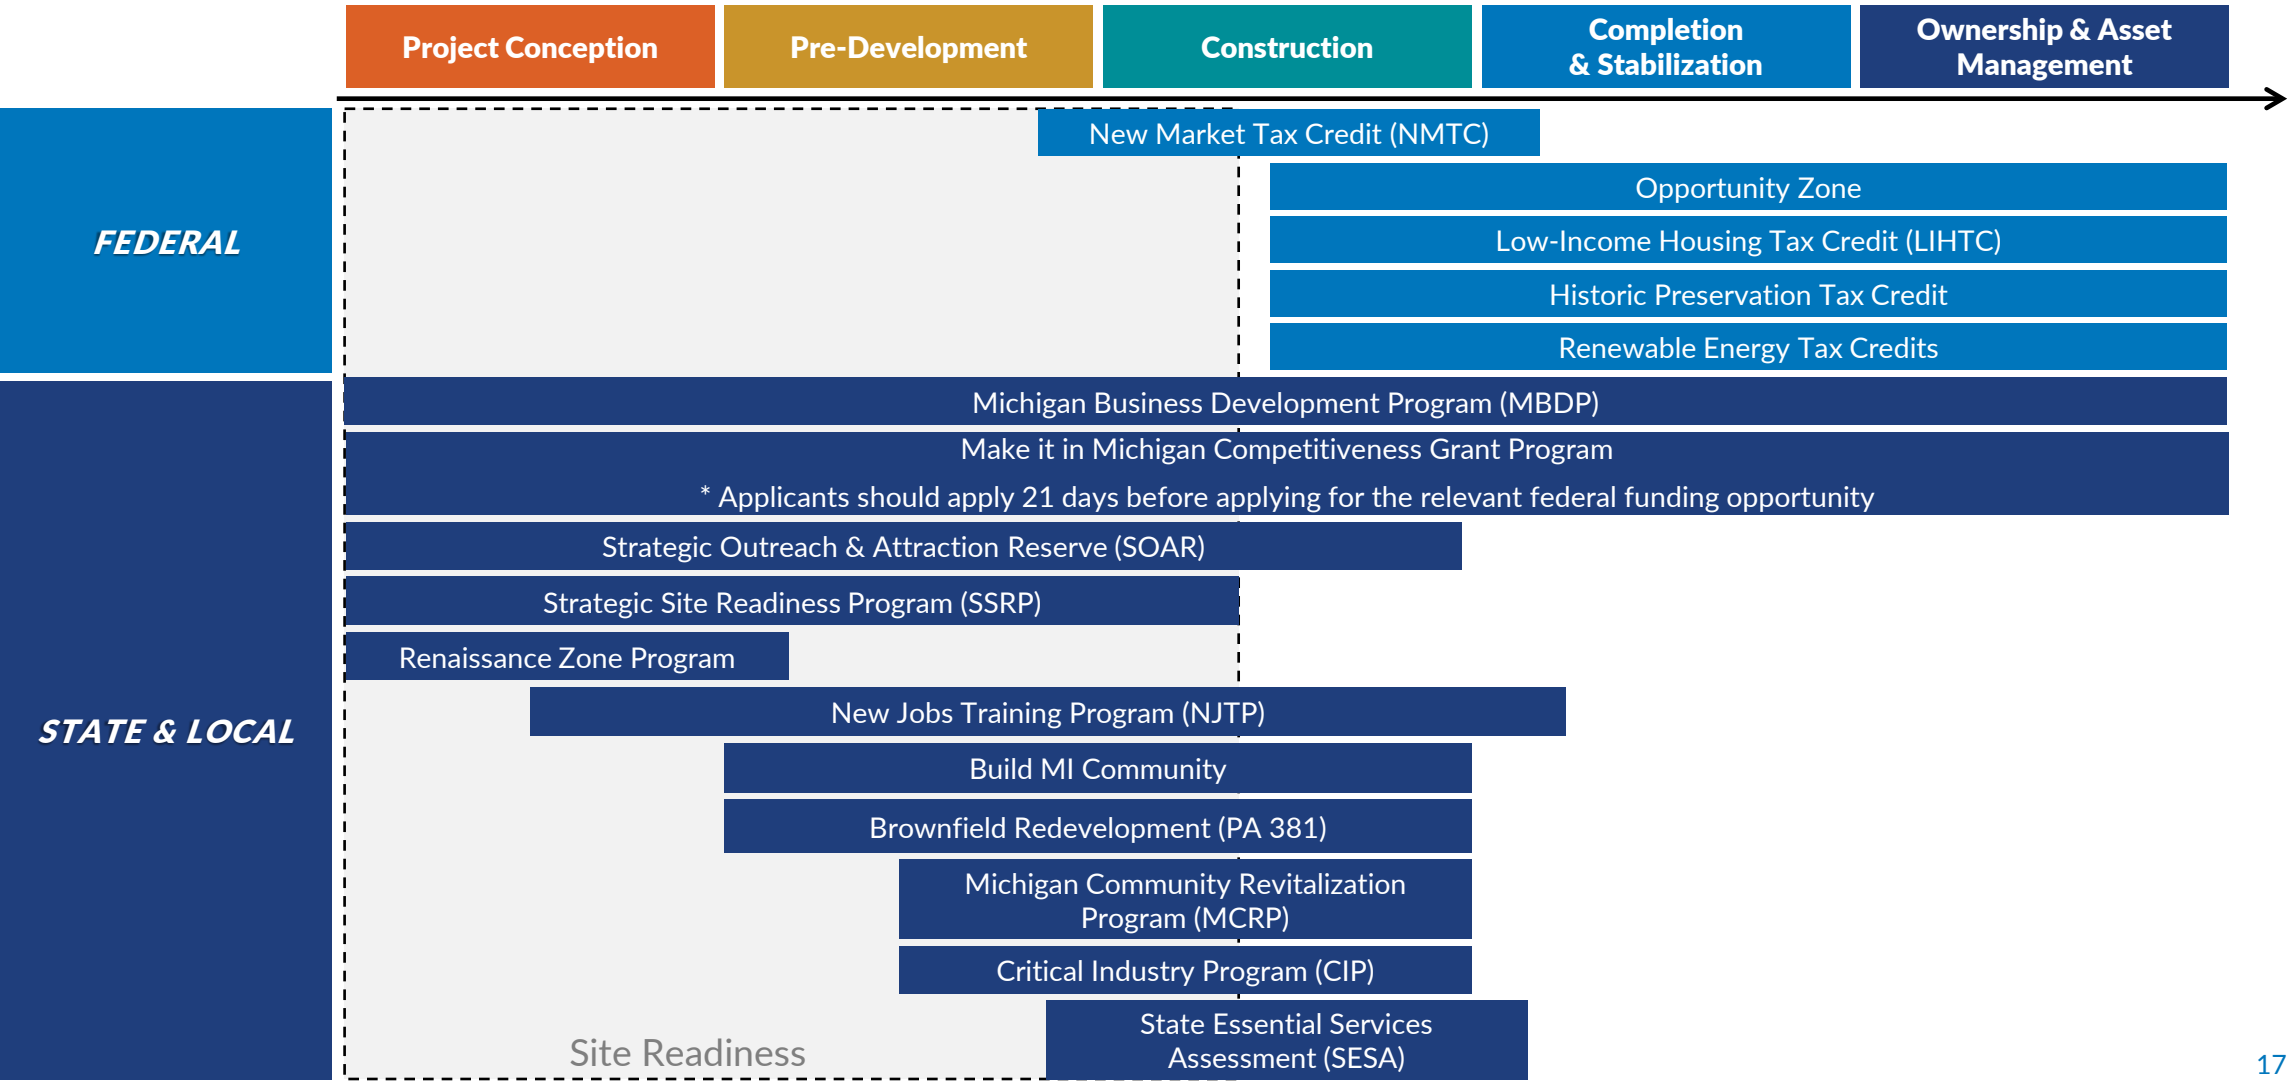 Project Conception
Pre-Development
Construction
Completion
& Stabilization
Ownership & Asset
Management
FEDERAL
New Market Tax Credit (NMTC)
Opportunity Zone
Low-Income Housing Tax Credit (LIHTC)
Historic Preservation Tax Credit
Renewable Energy Tax Credits
STATE & LOCAL
Michigan Business Development Program (MBDP)
Make it in Michigan Competitiveness Grant Program
* Applicants should apply 21 days before applying for the relevant federal funding opportunity
Strategic Outreach & Attraction Reserve (SOAR)
Strategic Site Readiness Program (SSRP)
Renaissance Zone Program
New Jobs Training Program (NJTP)
Build MI Community
Brownfield Redevelopment (PA 381)
Michigan Community Revitalization
Program (MCRP)
Critical Industry Program (CIP)
State Essential Services
Assessment (SESA)
Site Readiness
17